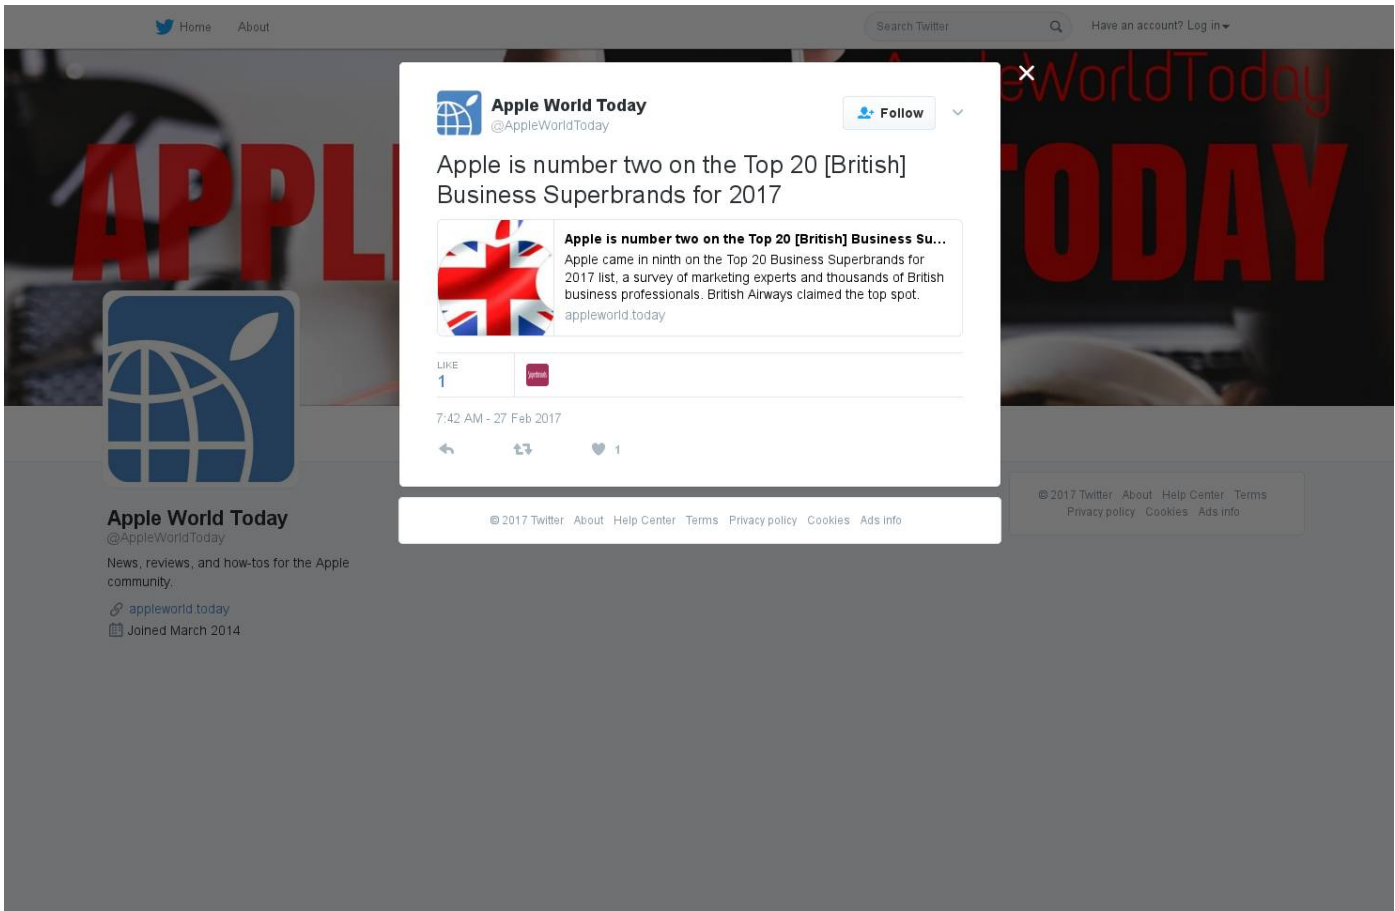 Home About Search Twitter Have an account? Log in
AppleWorldToday
APPL TODAY
Apple World Today
@AppleWorldToday
Follow
Apple is number two on the Top 20 [British]
Business Superbrands for 2017
Apple is number two on the Top 20 [British] Business Su...
Apple came in ninth on the Top 20 Business Superbrands for
2017 list, a survey of marketing experts and thousands of British
business professionals. British Airways claimed the top spot.
appleworld.today
LIKE
1
Superbrands
7:42 AM - 27 Feb 2017
1
© 2017 Twitter About Help Center Terms Privacy policy Cookies Ads info
Apple World Today
@AppleWorldToday
News, reviews, and how-tos for the Apple
community.
appleworld.today
Joined March 2014
© 2017 Twitter About Help Center Terms
Privacy policy Cookies Ads info